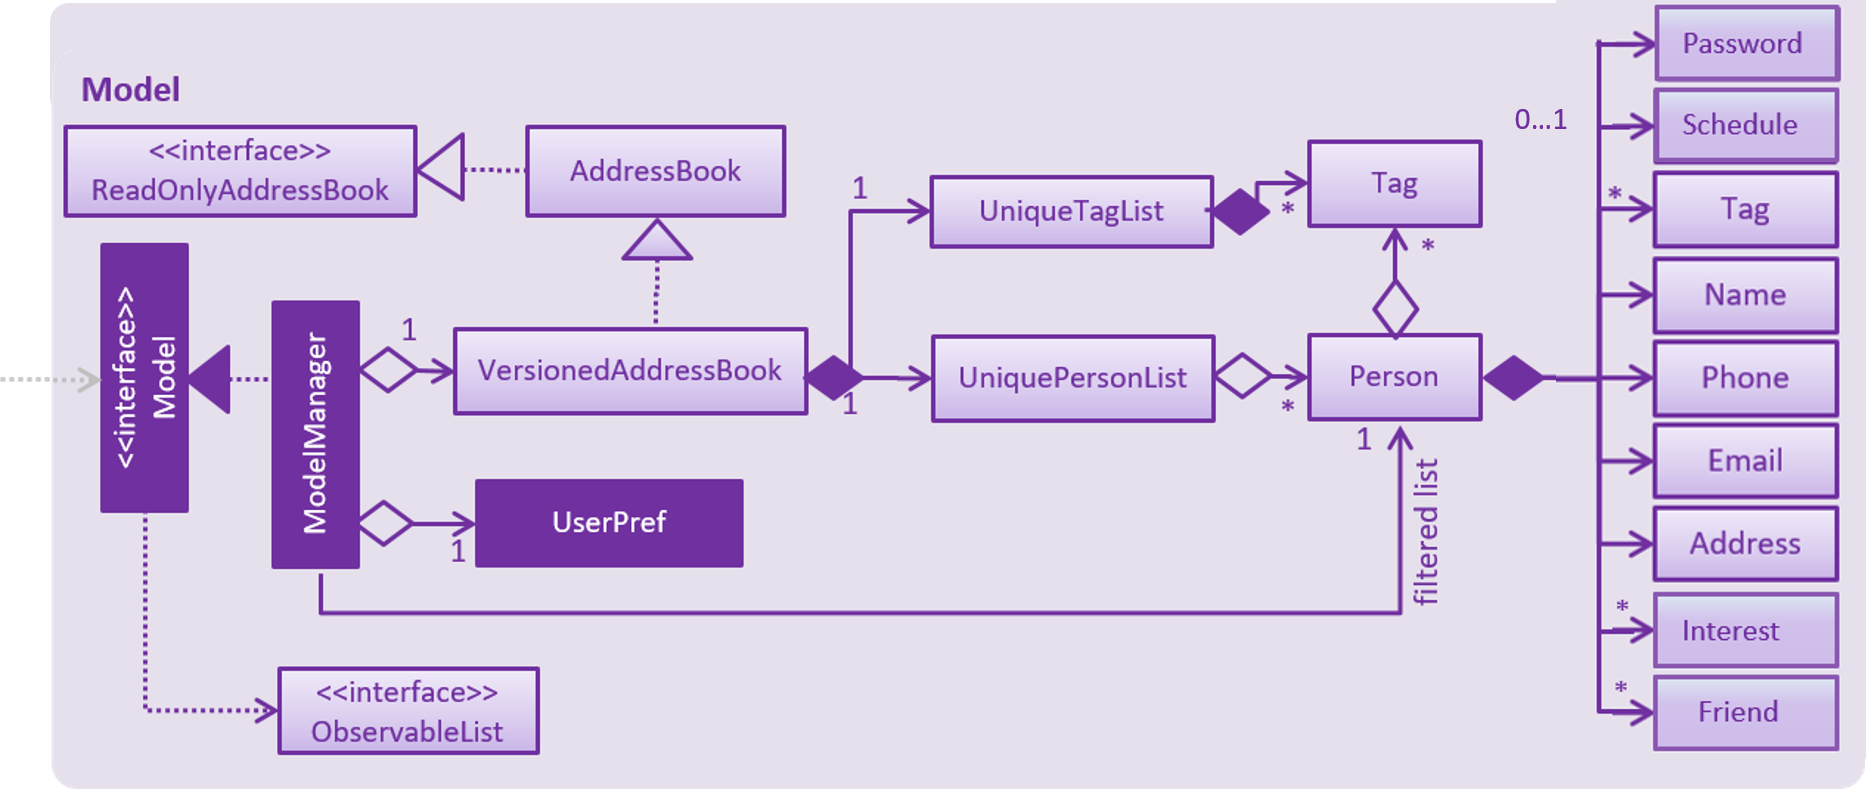 Model
<<interface>>
ReadOnlyAddressBook
AddressBook
<<interface>>
Model
ModelManager
1
VersionedAddressBook
1
1
UniqueTagList
*
Tag
*
UniquePersonList
*
Person
1
filtered list
1
UserPref
<<interface>>
ObservableList
Password
0...1
Schedule
*
Tag
Name
Phone
Email
Address
*
Interest
*
Friend